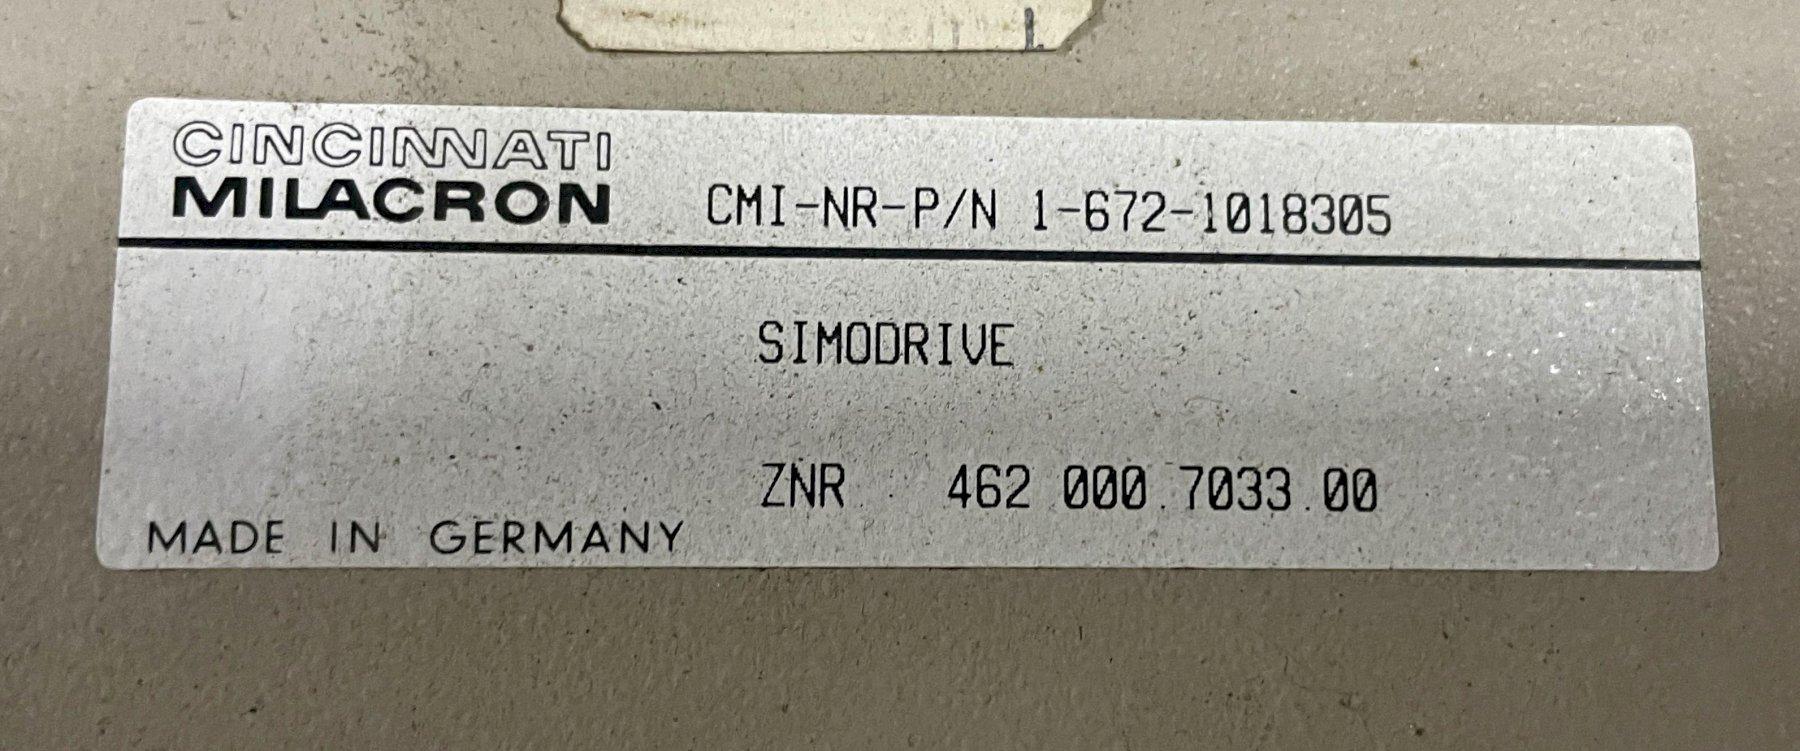 CINCINNATI
MILACRON
CMI-NR-P/N 1-672-1018305
SIMODRIVE
ZNR 462 000.7033.00
MADE IN GERMANY